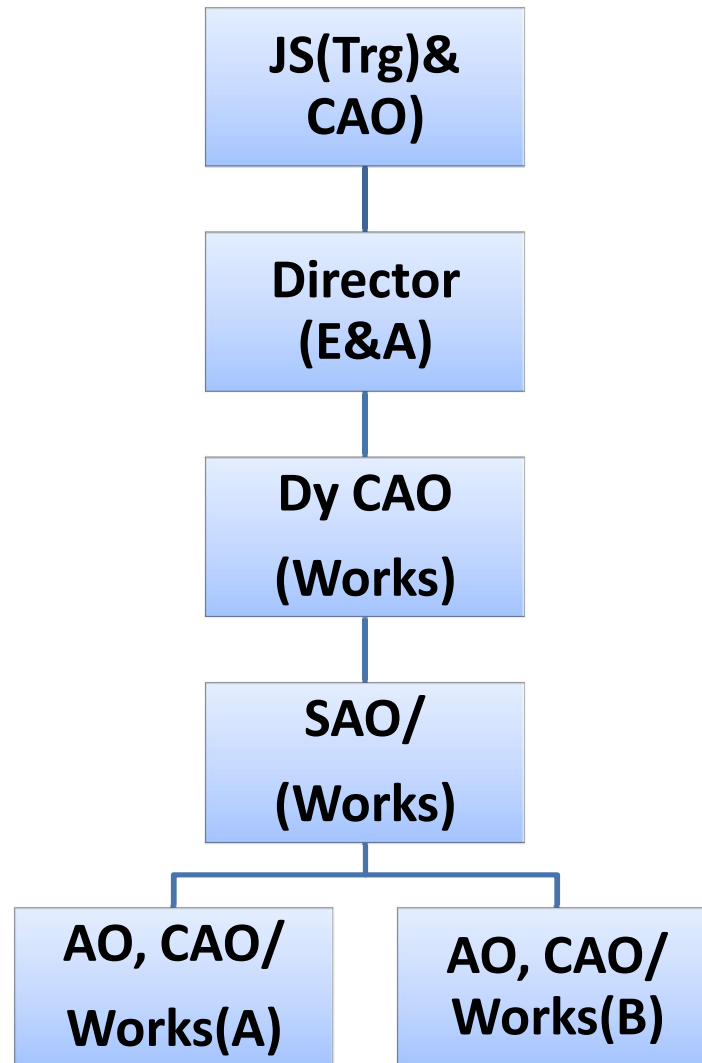 JS(Trg)&
CAO)
Director
(E&A)
Dy CAO
(Works)
SAO/
(Works)
AO, CAO/
Works(A)
AO, CAO/
Works(B)